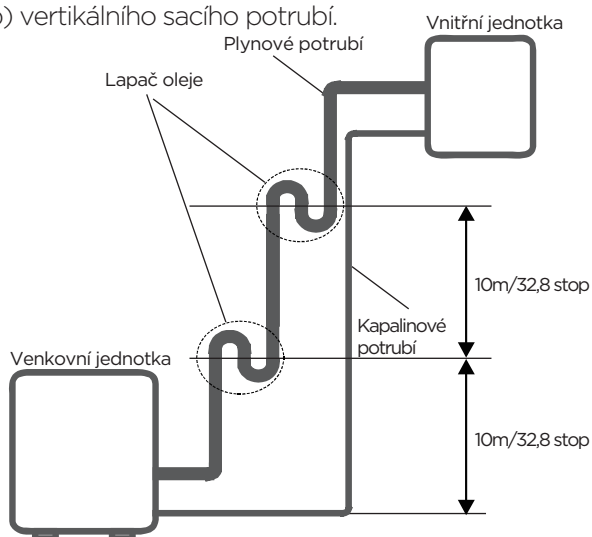 ) vertikálního sacího potrubí.
Vnitřní jednotka
Plynové potrubí
Lapač oleje
10m/32,8 stop
Kapalinové
potrubí
Venkovní jednotka
10m/32,8 stop